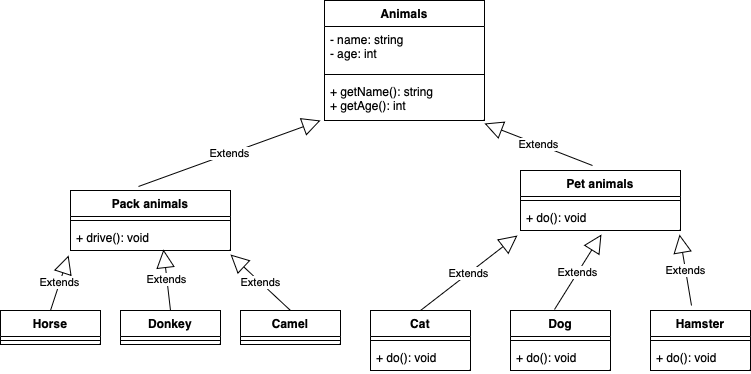 Animals
- name: string
- age: int
+ getName(): string
+ getAge(): int
Extends
Extends
Pack animals
+ drive(): void
Pet animals
+ do(): void
Extends
Extends
Extends
Extends
Extends
Extends
Horse
Donkey
Camel
Cat
+ do(): void
Dog
+ do(): void
Hamster
+ do(): void